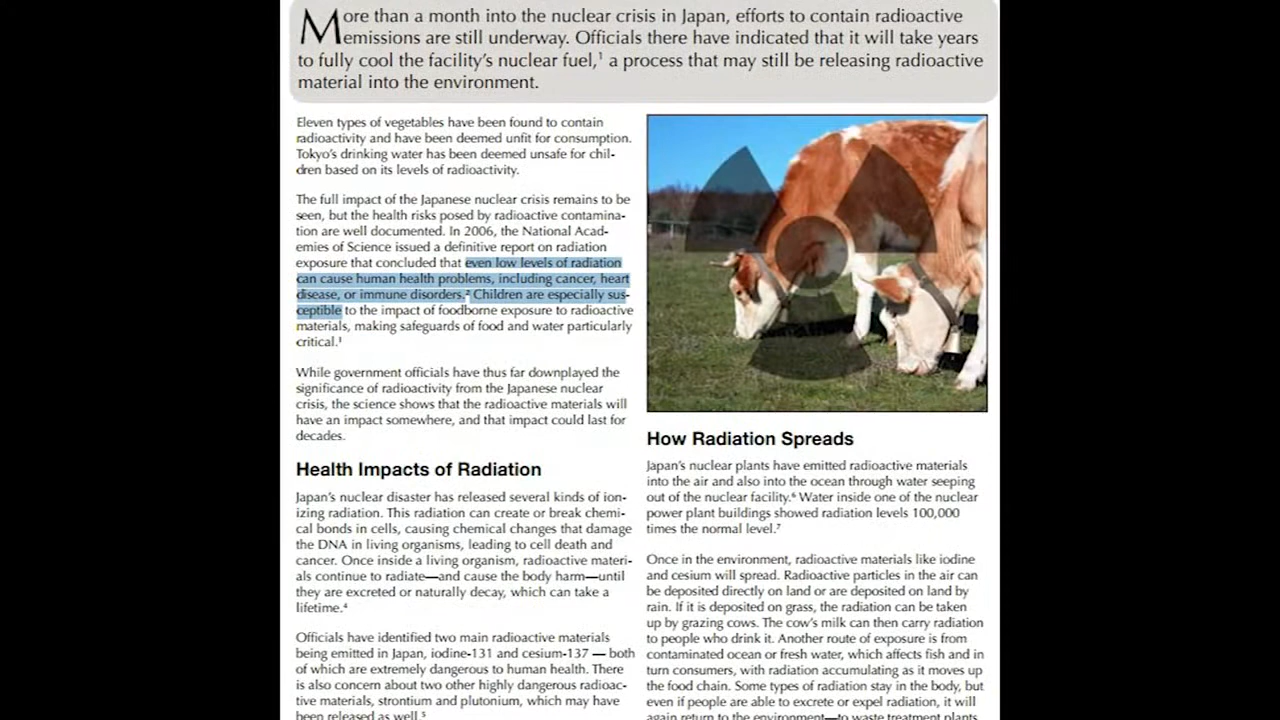 More than a month into the nuclear crisis in Japan, efforts to contain radioactive
emissions are still underway. Officials there have indicated that it will take years
to fully cool the facility's nuclear fuel,¹ a process that may still be releasing radioactive
material into the environment.
Eleven types of vegetables have been found to contain
radioactivity and have been deemed unfit for consumption.
Tokyo's drinking water has been deemed unsafe for chil-
dren based on its levels of radioactivity.
The full impact of the Japanese nuclear crisis remains to be
seen, but the health risks posed by radioactive contamina-
tion are well documented. In 2006, the National Acad-
emies of Science issued a definitive report on radiation
exposure that concluded that even low levels of radiation
can cause human health problems, including cancer, heart
disease, or immune disorders.² Children are especially sus-
ceptible to the impact of foodborne exposure to radioactive
materials, making safeguards of food and water particularly
critical.¹
While government officials have thus far downplayed the
significance of radioactivity from the Japanese nuclear
crisis, the science shows that the radioactive materials will
have an impact somewhere, and that impact could last for
decades.
Health Impacts of Radiation
Japan's nuclear disaster has released several kinds of ion-
izing radiation. This radiation can create or break chemi-
cal bonds in cells, causing chemical changes that damage
the DNA in living organisms, leading to cell death and
cancer. Once inside a living organism, radioactive materi-
als continue to radiate—and cause the body harm—until
they are excreted or naturally decay, which can take a
lifetime.⁴
Officials have identified two main radioactive materials
being emitted in Japan, iodine-131 and cesium-137 — both
of which are extremely dangerous to human health. There
is also concern about two other highly dangerous radioac-
tive materials, strontium and plutonium, which may have
been released as well.⁵
How Radiation Spreads
Japan's nuclear plants have emitted radioactive materials
into the air and also into the ocean through water seeping
out of the nuclear facility.⁶ Water inside one of the nuclear
power plant buildings showed radiation levels 100,000
times the normal level.⁷
Once in the environment, radioactive materials like iodine
and cesium will spread. Radioactive particles in the air can
be deposited directly on land or are deposited on land by
rain. If it is deposited on grass, the radiation can be taken
up by grazing cows. The cow's milk can then carry radiation
to people who drink it. Another route of exposure is from
contaminated ocean or fresh water, which affects fish and in
turn consumers, with radiation accumulating as it moves up
the food chain. Some types of radiation stay in the body, but
even if people are able to excrete or expel radiation, it will
again return to the environment—to waste treatment plants